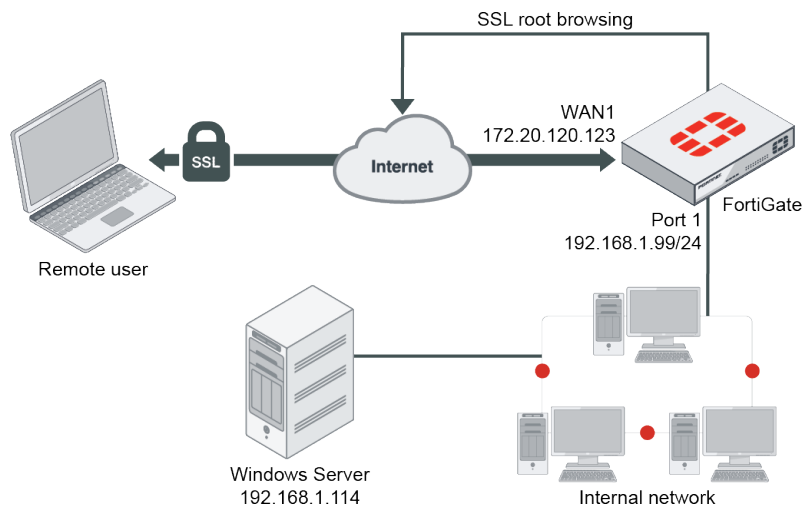 SSL root browsing
WAN1
172.20.120.123
SSL
Internet
FORTINET
FortiGate
Port 1
192.168.1.99/24
Remote user
Windows Server
192.168.1.114
Internal network